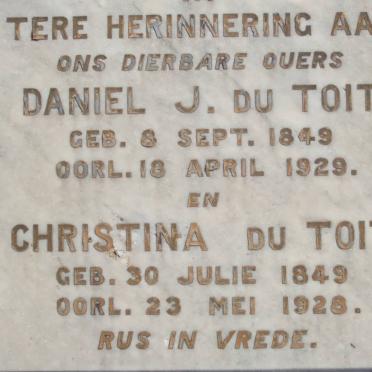 TERE HERINNERING AA
ONS DIERBARE OUERS
DANIEL J. DU TOIT
GEB. 8 SEPT. 1849
OORL. 18 APRIL 1929.
EN
CHRISTINA DU TOIT
GEB. 30 JULIE 1849
OORL. 23 MEI 1928.
RUS IN VREDE.